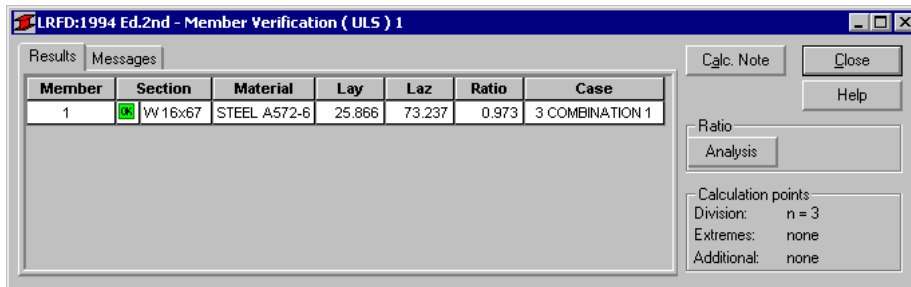 LRFD:1994 Ed.2nd - Member Verification ( ULS ) 1
Results Messages
Member Section Material Lay Laz Ratio Case
1 OK W 16x67 STEEL A572-6 25.866 73.237 0.973 3 COMBINATION 1
Calc. Note Close
Help
Ratio
Analysis
Calculation points
Division: n = 3
Extremes: none
Additional: none